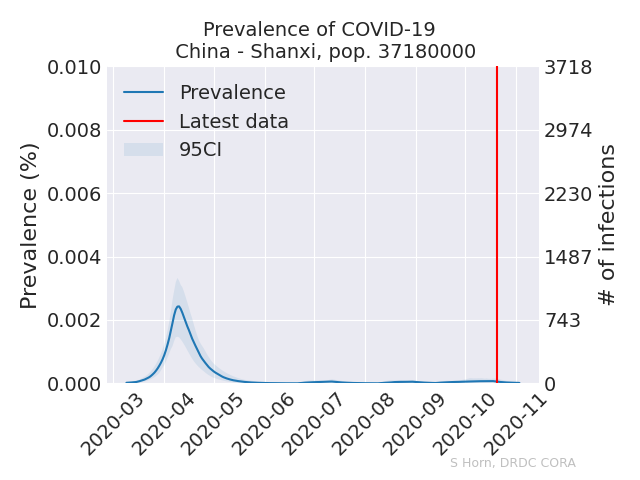 Prevalence of COVID-19
China - Shanxi, pop. 37180000
Prevalence
Latest data
95CI
Prevalence (%)
0.010
0.008
0.006
0.004
0.002
0.000
3718
2974
2230
1487
743
0
# of infections
2020-03
2020-04
2020-05
2020-06
2020-07
2020-08
2020-09
2020-10
2020-11
S Horn, DRDC CORA